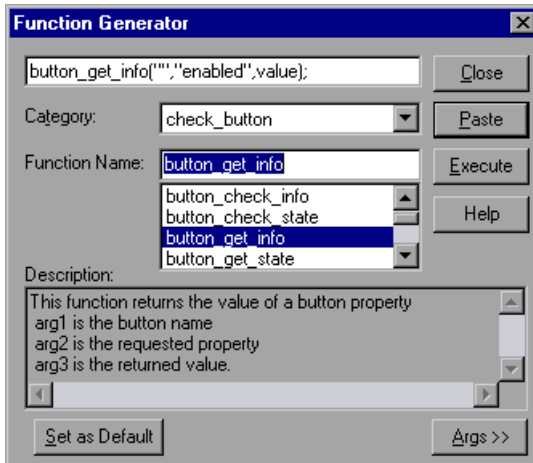 Function Generator
button_get_info("","enabled",value);
Close
Category:
check_button
Paste
Function Name:
button_get_info
Execute
button_check_info
button_check_state
button_get_info
button_get_state
Help
Description:
This function returns the value of a button property
arg1 is the button name
arg2 is the requested property
arg3 is the returned value.
Set as Default
Args >>